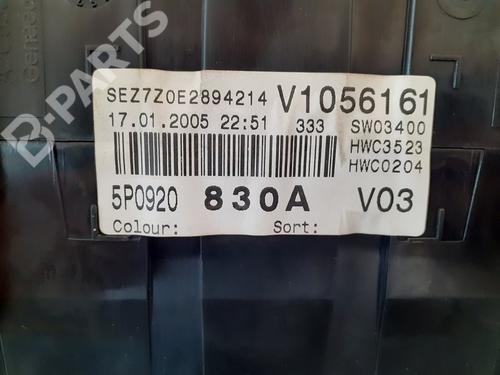 B-PARTS
SEZ7Z0E2894214 V1056161
17.01.2005 22:51 333 SW03400
HWC3523
HWC0204
5P0920 830A V03
Colour: Sort: